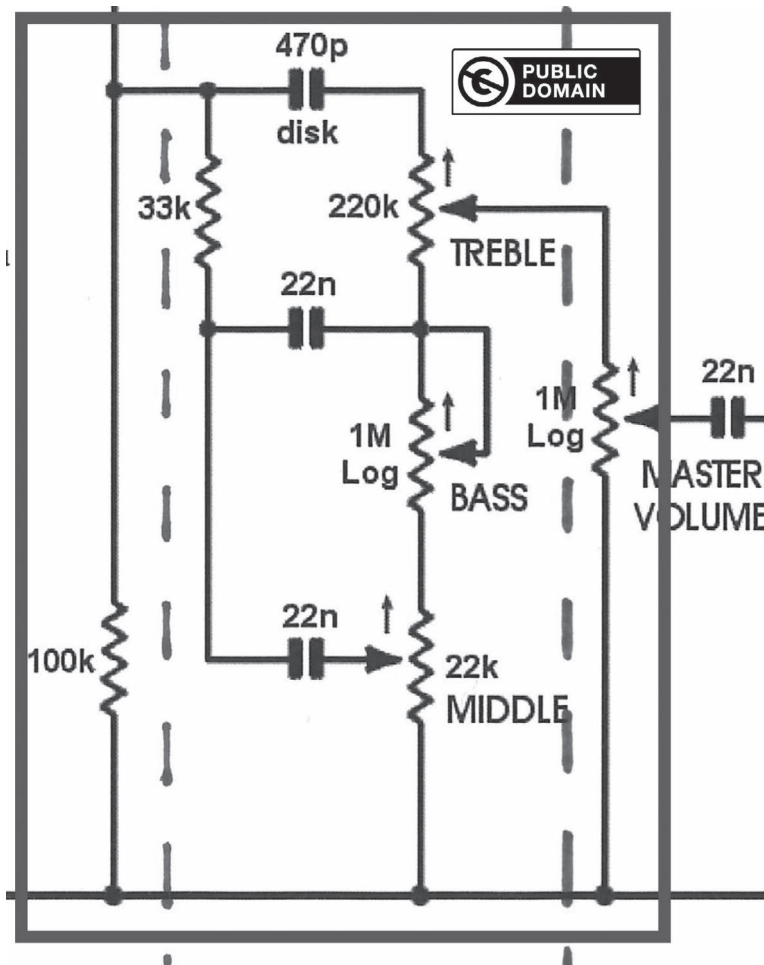 470p
PUBLIC
DOMAIN
disk
33k
220k
TREBLE
22n
1M
Log
BASS
1M
Log
22n
MASTER
VOLUME
22n
22k
MIDDLE
100k